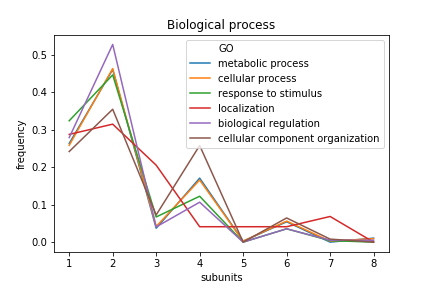 Biological process
GO
metabolic process
cellular process
response to stimulus
localization
biological regulation
cellular component organization
0.5
0.4
0.3
0.2
0.1
0.0
frequency
1 2 3 4 5 6 7 8
subunits